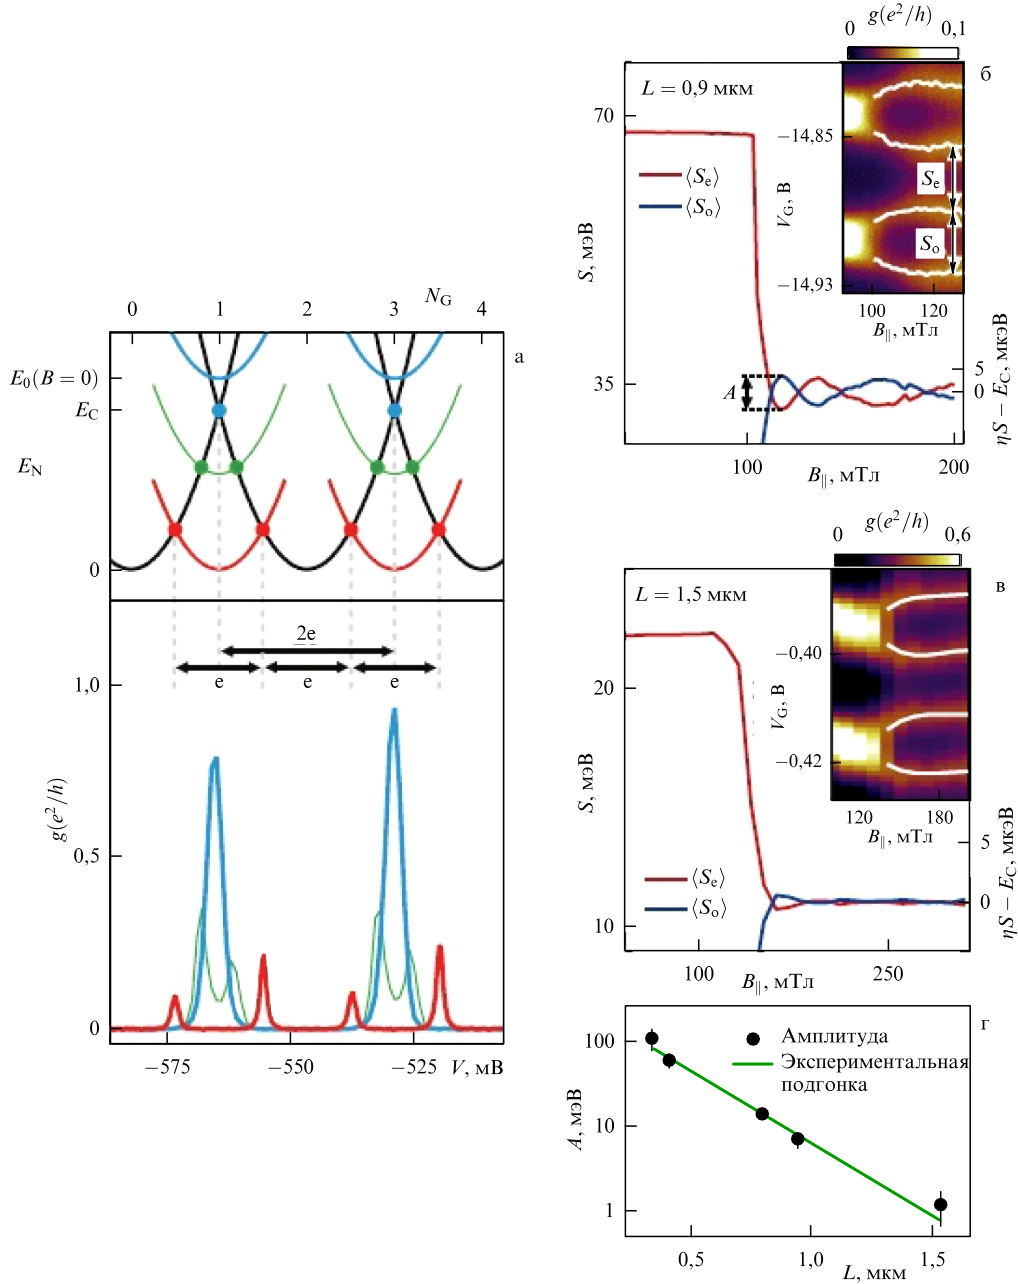 0 1 2 3 4
N_G
а
E₀(B = 0)
E_C
E_N
0
2e
e e e
1,0
0,5
0
g(e²/h)
−575 −550 −525 V, мВ
g(e²/h)
0 0,1
б
L = 0,9 мкм
70
35
S, мэВ
⟨S_e⟩
⟨S_o⟩
V_G, В
−14,85
−14,93
S_e
S_o
100 120
B_∥, мТл
A
5
0
ηS − E_C, мкэВ
100 200
B_∥, мТл
g(e²/h)
0 0,6
в
L = 1,5 мкм
20
10
S, мэВ
V_G, В
−0,40
−0,42
120 180
B_∥, мТл
⟨S_e⟩
⟨S_o⟩
5
0
ηS − E_C, мкэВ
100 250
B_∥, мТл
г
100
10
1
A, мэВ
Амплитуда
Экспериментальная
подгонка
0,5 1,0 1,5
L, мкм